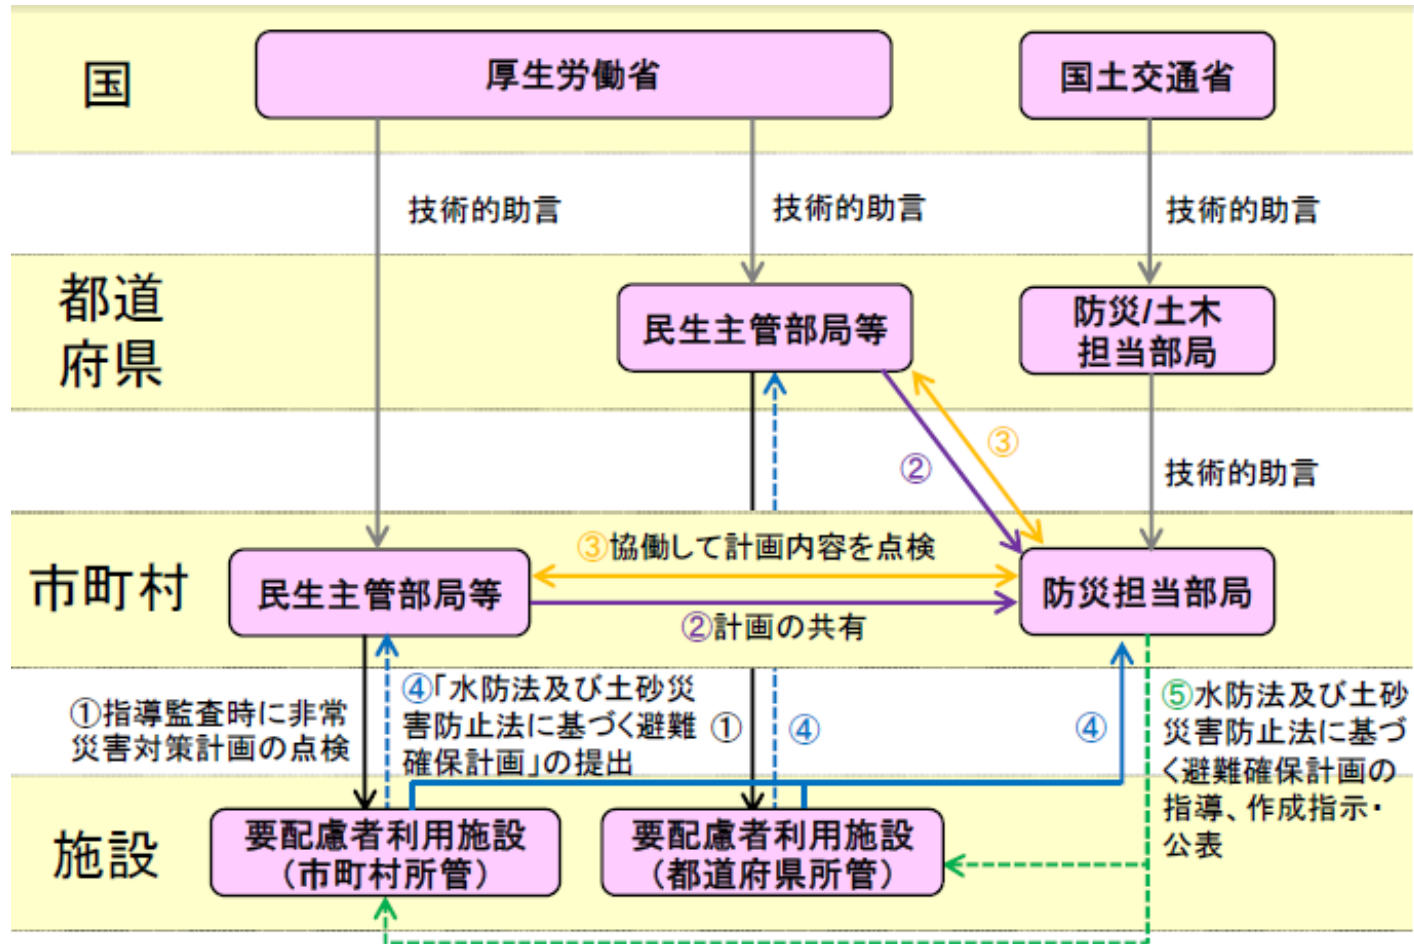 国
厚生労働省
国土交通省
技術的助言
技術的助言
技術的助言
都道
府県
民生主管部局等
防災/土木
担当部局
③
②
技術的助言
市町村
民生主管部局等
③協働して計画内容を点検
②計画の共有
防災担当部局
①指導監査時に非常
災害対策計画の点検
④「水防法及び土砂災
害防止法に基づく避難
確保計画」の提出
①
④
④
⑤水防法及び土砂
災害防止法に基づ
く避難確保計画の
指導、作成指示・
公表
施設
要配慮者利用施設
（市町村所管）
要配慮者利用施設
（都道府県所管）